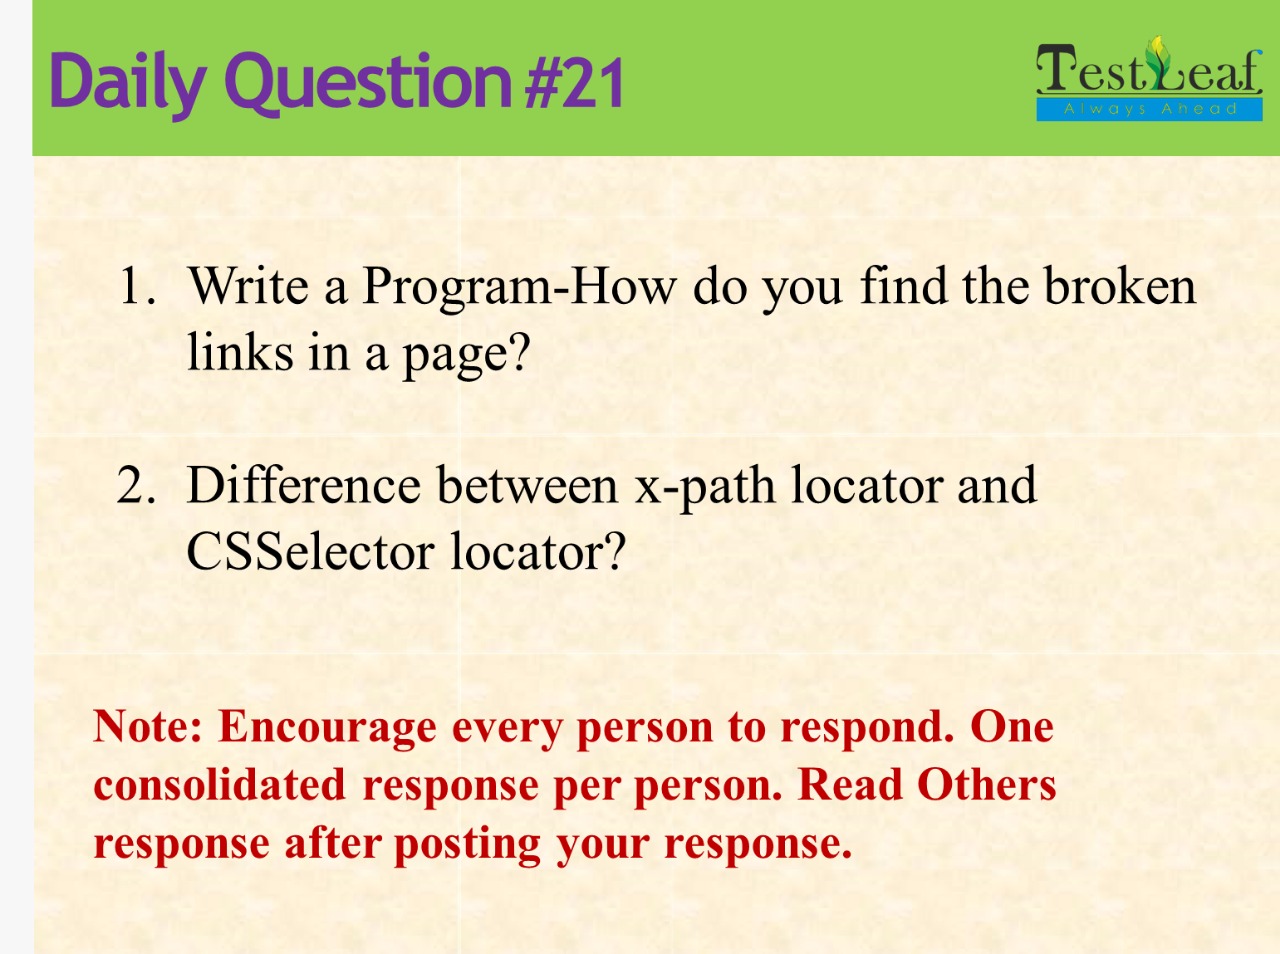 Daily Question #21
TestLeaf
Always Ahead
1. Write a Program-How do you find the broken
links in a page?
2. Difference between x-path locator and
CSSelector locator?
Note: Encourage every person to respond. One
consolidated response per person. Read Others
response after posting your response.